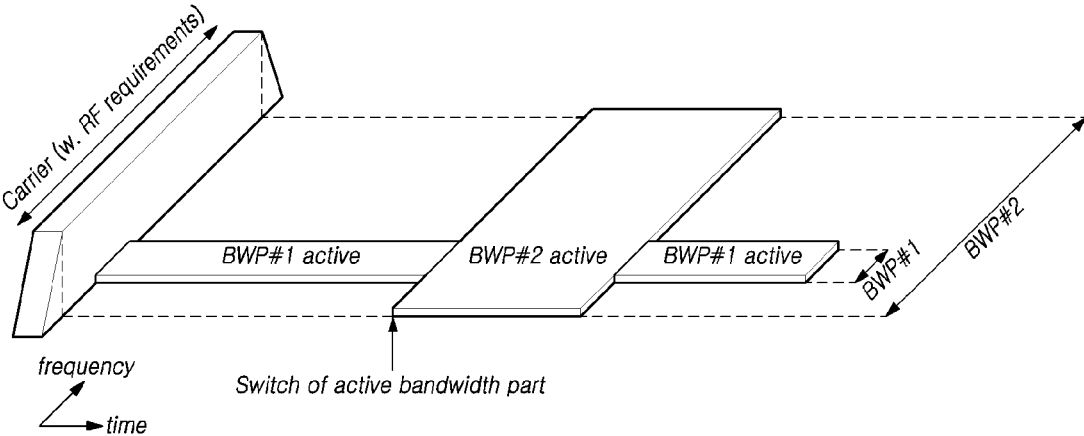 Carrier (w. RF requirements)
BWP#1 active
BWP#2 active
BWP#1 active
BWP#1
BWP#2
frequency
time
Switch of active bandwidth part